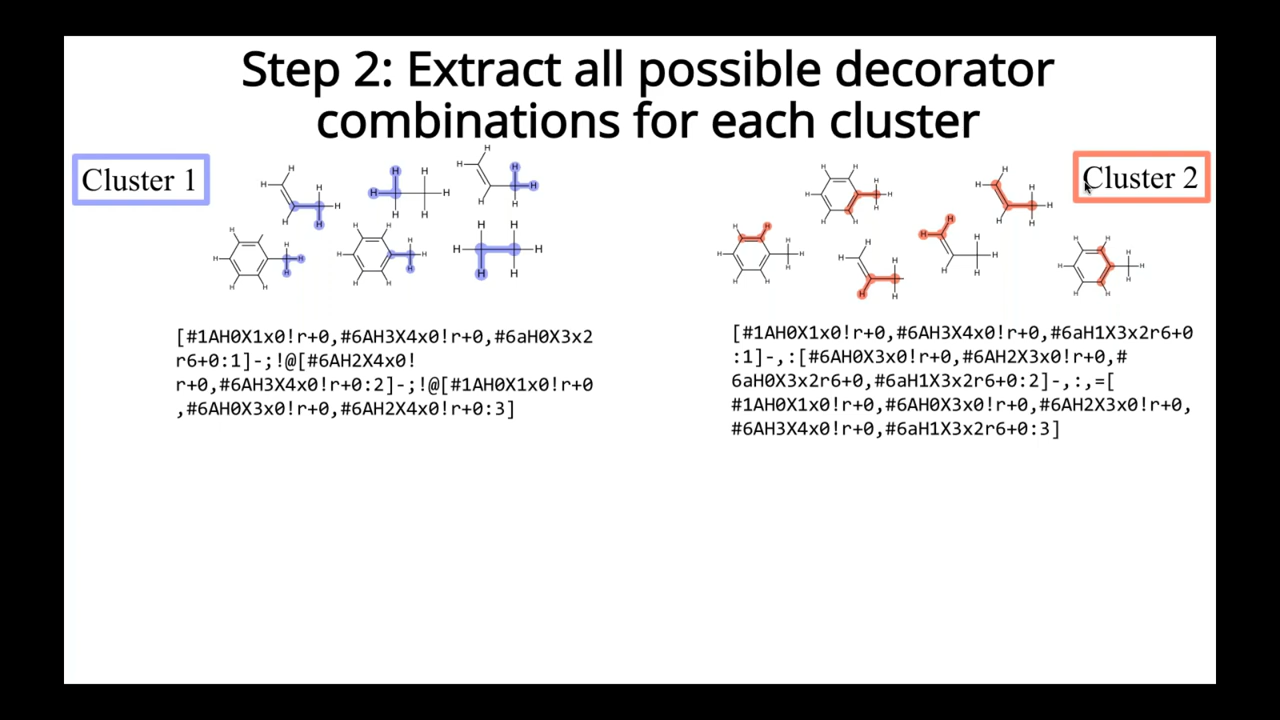 Step 2: Extract all possible decorator
combinations for each cluster
Cluster 1
Cluster 2
[#1AH0X1x0!r+0,#6AH3X4x0!r+0,#6aH0X3x2
r6+0:1]-;!@[#6AH2X4x0!
r+0,#6AH3X4x0!r+0:2]-;!@[#1AH0X1x0!r+0
,#6AH0X3x0!r+0,#6AH2X4x0!r+0:3]
[#1AH0X1x0!r+0,#6AH3X4x0!r+0,#6aH1X3x2r6+0
:1]-,:[#6AH0X3x0!r+0,#6AH2X3x0!r+0,#
6aH0X3x2r6+0,#6aH1X3x2r6+0:2]-,:,=[
#1AH0X1x0!r+0,#6AH0X3x0!r+0,#6AH2X3x0!r+0,
#6AH3X4x0!r+0,#6aH1X3x2r6+0:3]